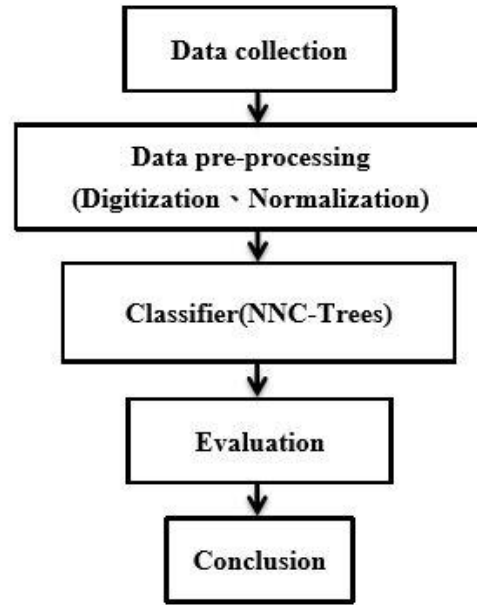 Data collection
Data pre-processing
(Digitization、Normalization)
Classifier(NNC-Trees)
Evaluation
Conclusion